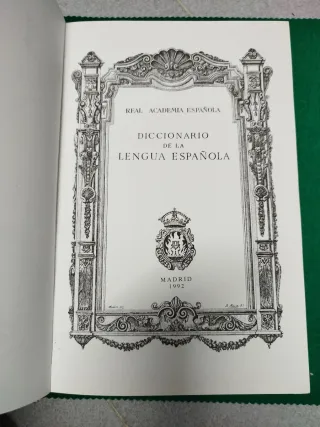 REAL ACADEMIA ESPAÑOLA
DICCIONARIO
DE LA
LENGUA ESPAÑOLA
MADRID
1992